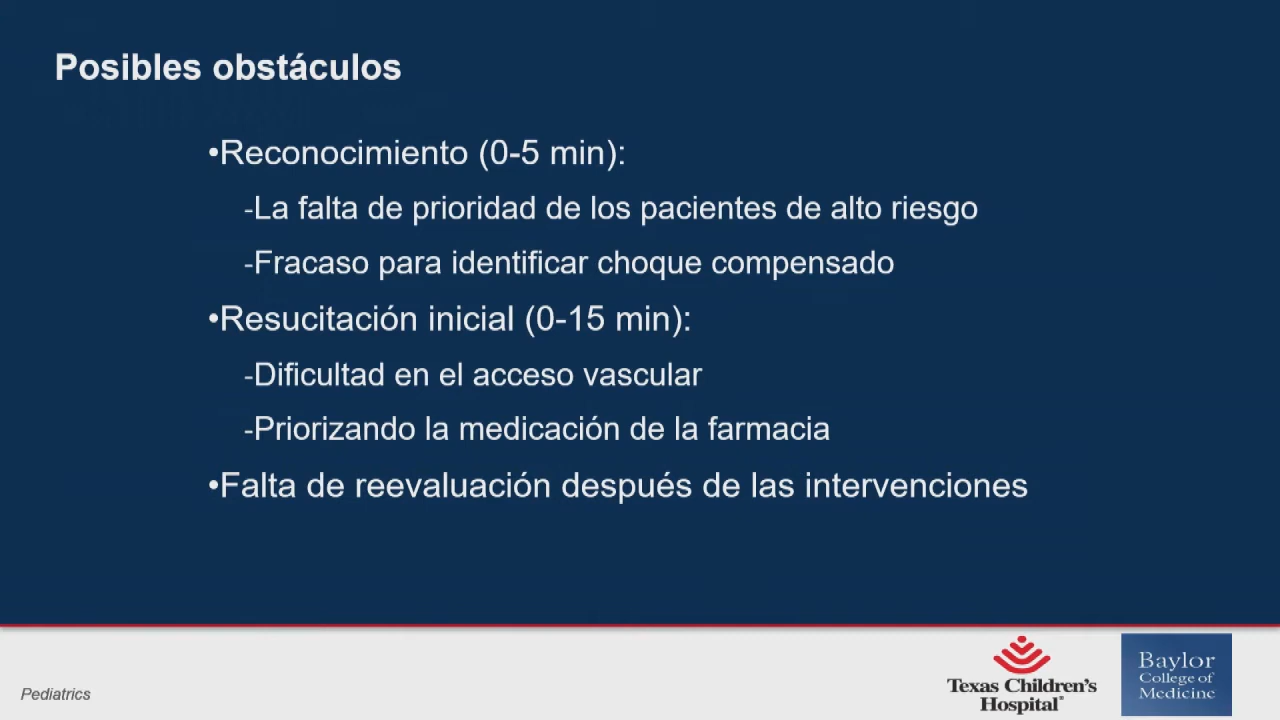 Posibles obstáculos
•Reconocimiento (0-5 min):
-La falta de prioridad de los pacientes de alto riesgo
-Fracaso para identificar choque compensado
•Resucitación inicial (0-15 min):
-Dificultad en el acceso vascular
-Priorizando la medicación de la farmacia
•Falta de reevaluación después de las intervenciones
Pediatrics
Texas Children's
Hospital®
Baylor
College of
Medicine